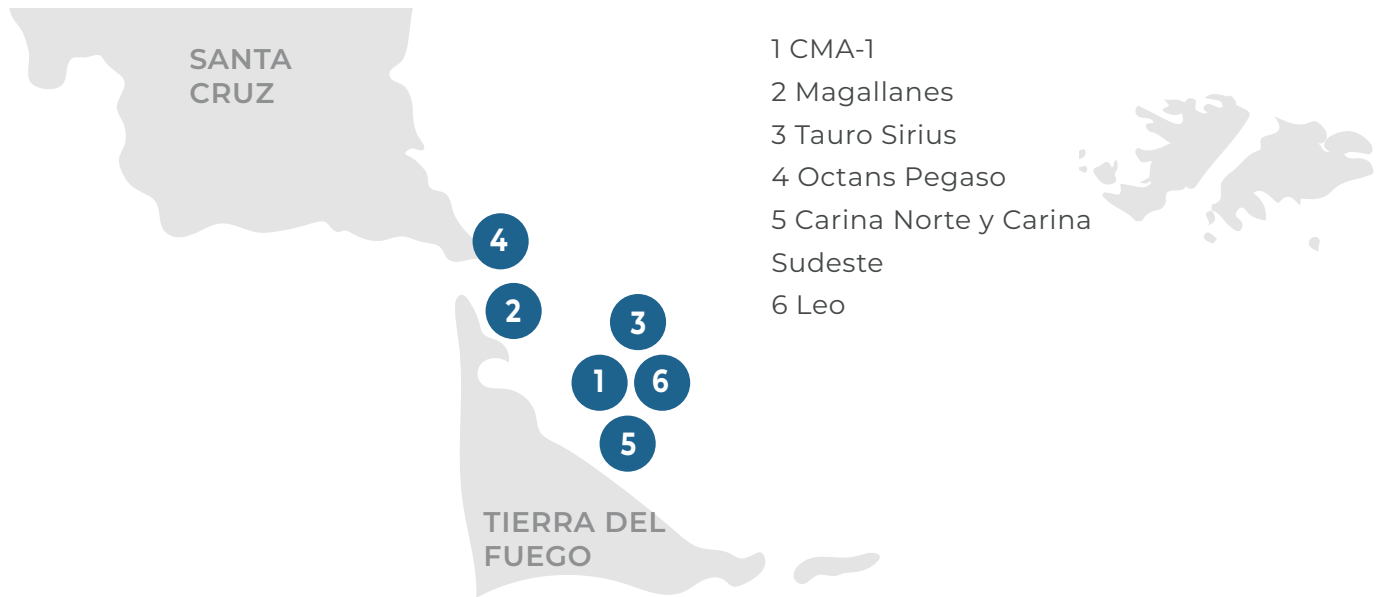 SANTA
CRUZ
1 CMA-1
2 Magallanes
3 Tauro Sirius
4 Octans Pegaso
5 Carina Norte y Carina
Sudeste
6 Leo
4
2
3
1
6
5
TIERRA DEL
FUEGO